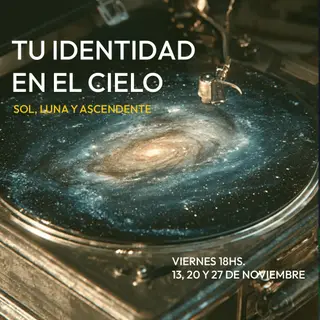 TU IDENTIDAD
EN EL CIELO
SOL, LUNA Y ASCENDENTE
VIERNES 18HS.
13, 20 Y 27 DE NOVIEMBRE